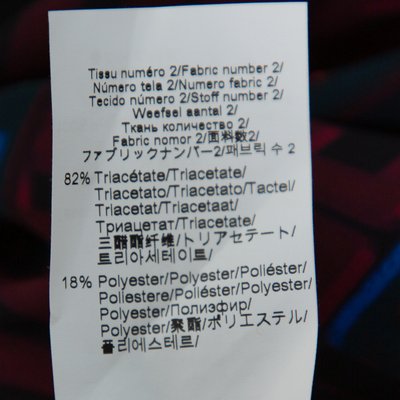 Tissu numéro 2/Fabric number 2/
Número tela 2/Numero fabric 2/
Tecido número 2/Stoff number 2/
Weefsel aantal 2/
Ткань количество 2/
Fabric nomor 2/面料数2/
ファブリックナンバー2/패브릭 수 2
82% Triacétate/Triacetate/
Triacetato/Triacetato/Tactel/
Triacetat/Triacetaat/
Триацетат/Triacetate/
三醋酯纤维/トリアセテート/
트리아세테이트/
18% Polyester/Polyester/Poliéster/
Poliestere/Poliéster/Polyester/
Polyester/Полиэфир/
Polyester/聚酯/ポリエステル/
폴리에스테르/